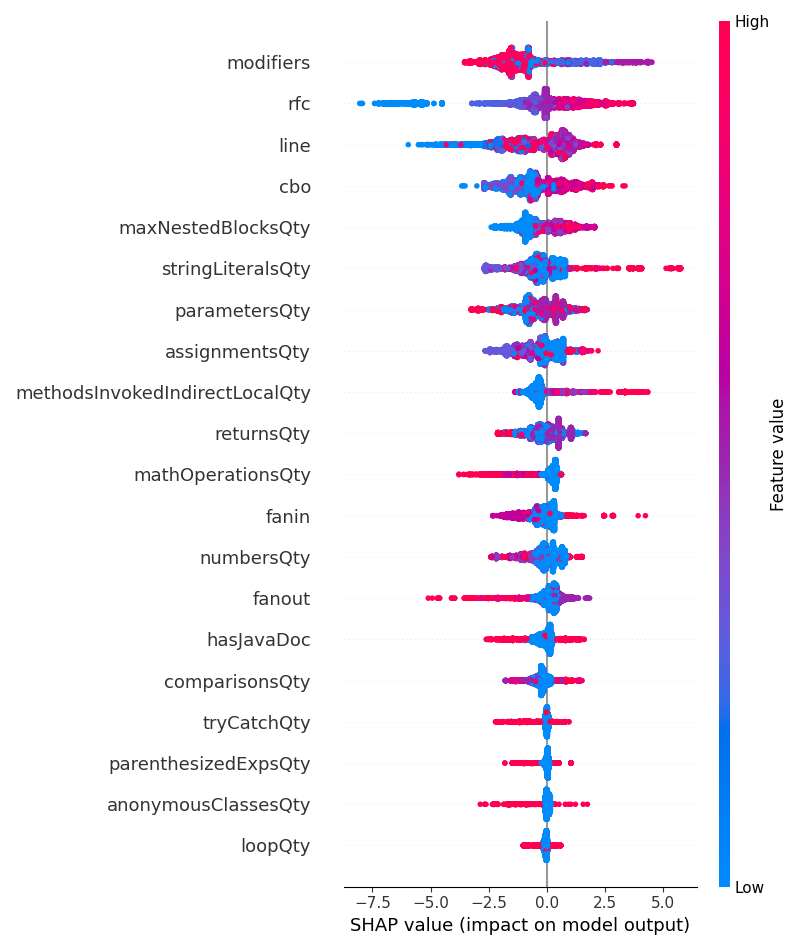 High
modifiers
rfc
line
cbo
maxNestedBlocksQty
stringLiteralsQty
parametersQty
assignmentsQty
methodsInvokedIndirectLocalQty
returnsQty
mathOperationsQty
fanin
numbersQty
fanout
hasJavaDoc
comparisonsQty
tryCatchQty
parenthesizedExpsQty
anonymousClassesQty
loopQty
Feature value
Low
−7.5 −5.0 −2.5 0.0 2.5 5.0
SHAP value (impact on model output)